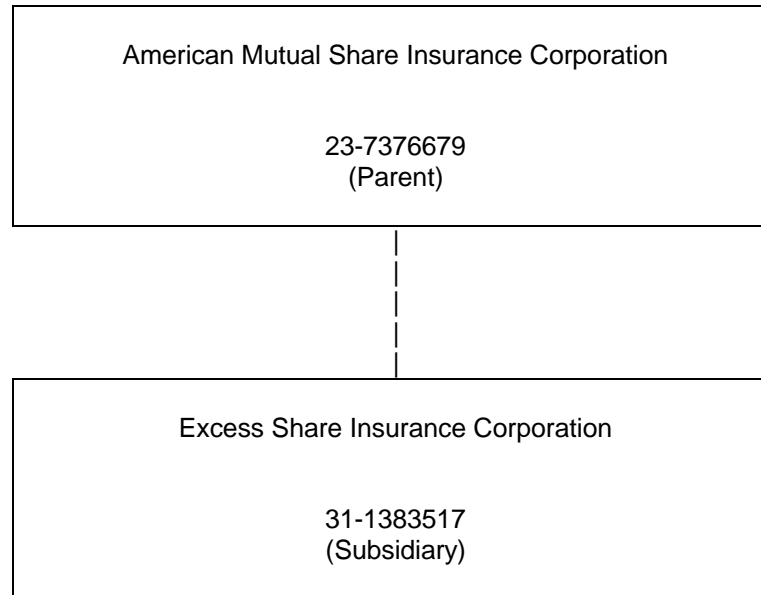 American Mutual Share Insurance Corporation
23-7376679
(Parent)
Excess Share Insurance Corporation
31-1383517
(Subsidiary)